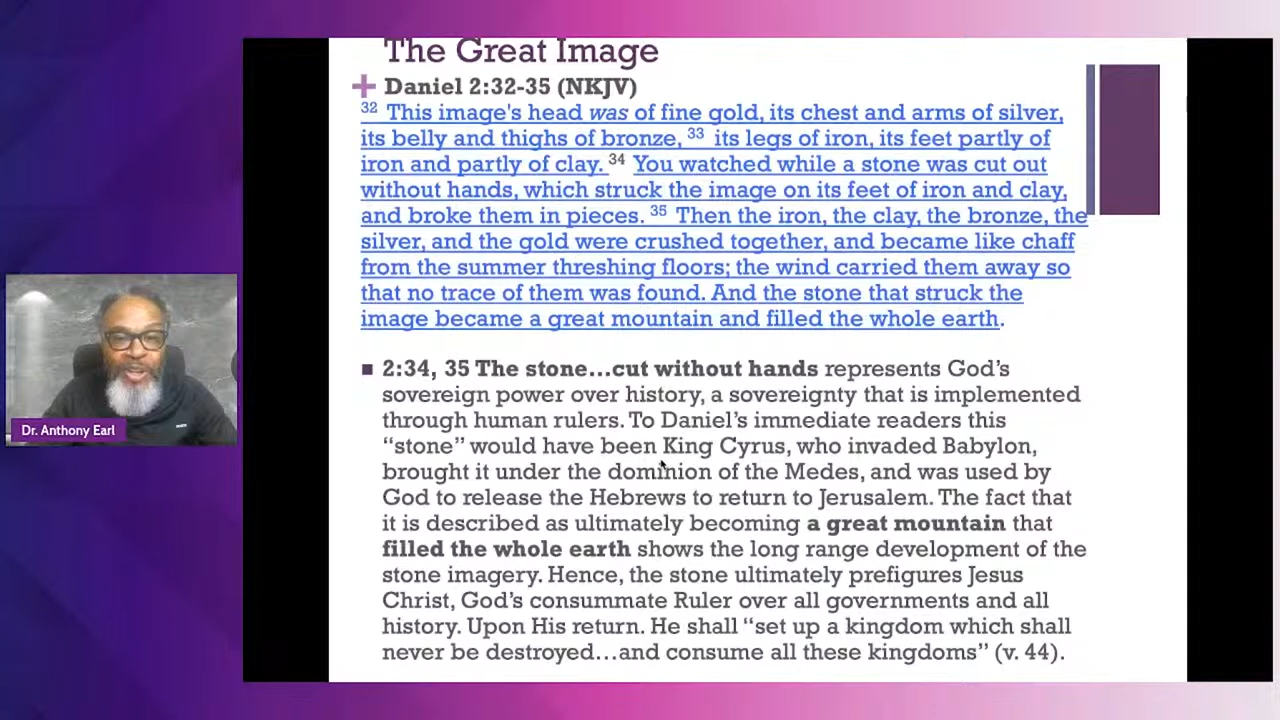 The Great Image
Daniel 2:32-35 (NKJV)
32 This image's head was of fine gold, its chest and arms of silver,
its belly and thighs of bronze, 33 its legs of iron, its feet partly of
iron and partly of clay. 34 You watched while a stone was cut out
without hands, which struck the image on its feet of iron and clay,
and broke them in pieces. 35 Then the iron, the clay, the bronze, the
silver, and the gold were crushed together, and became like chaff
from the summer threshing floors; the wind carried them away so
that no trace of them was found. And the stone that struck the
image became a great mountain and filled the whole earth.
2:34, 35 The stone...cut without hands represents God’s
sovereign power over history, a sovereignty that is implemented
through human rulers. To Daniel’s immediate readers this
“stone” would have been King Cyrus, who invaded Babylon,
brought it under the dominion of the Medes, and was used by
God to release the Hebrews to return to Jerusalem. The fact that
it is described as ultimately becoming a great mountain that
filled the whole earth shows the long range development of the
stone imagery. Hence, the stone ultimately prefigures Jesus
Christ, God’s consummate Ruler over all governments and all
history. Upon His return. He shall “set up a kingdom which shall
never be destroyed...and consume all these kingdoms” (v. 44).
Dr. Anthony Earl